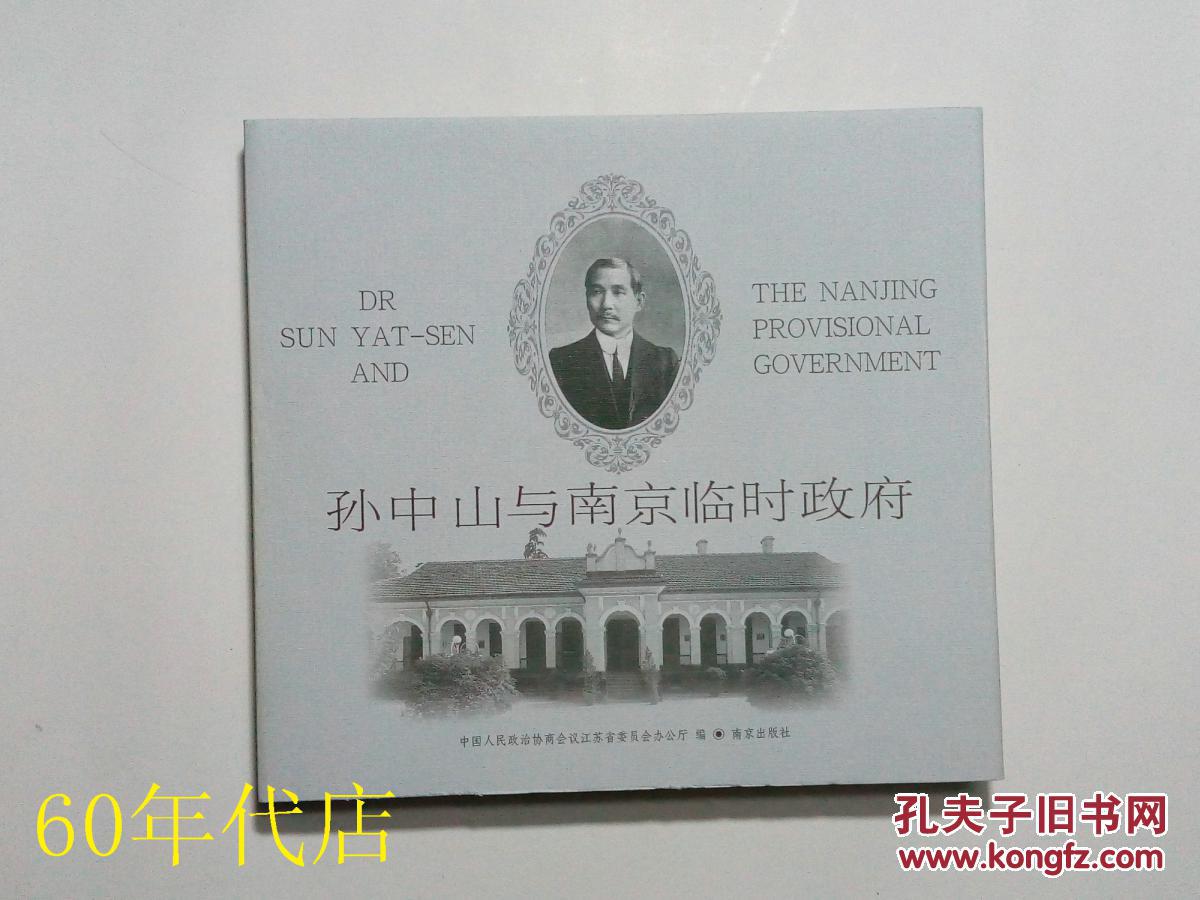 DR
SUN YAT-SEN
AND
THE NANJING
PROVISIONAL
GOVERNMENT
孙中山与南京临时政府
中国人民政治协商会议江苏省委员会办公厅 编 ◉ 南京出版社
60年代店
孔夫子旧书网
www.kongfz.com